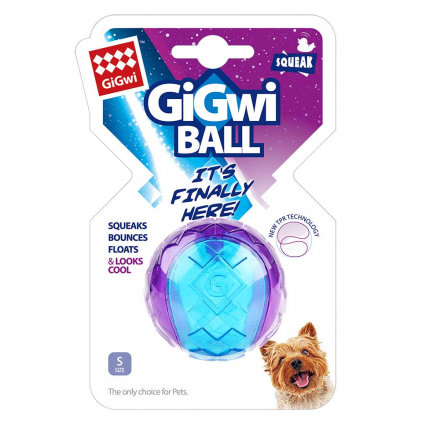 GiGwi
SQUEAK
GiGwi
BALL
IT'S
FINALLY
HERE!
SQUEAKS
BOUNCES
FLOATS
& LOOKS
COOL
NEW TPR TECHNOLOGY
G
S
SIZE
The only choice for Pets.